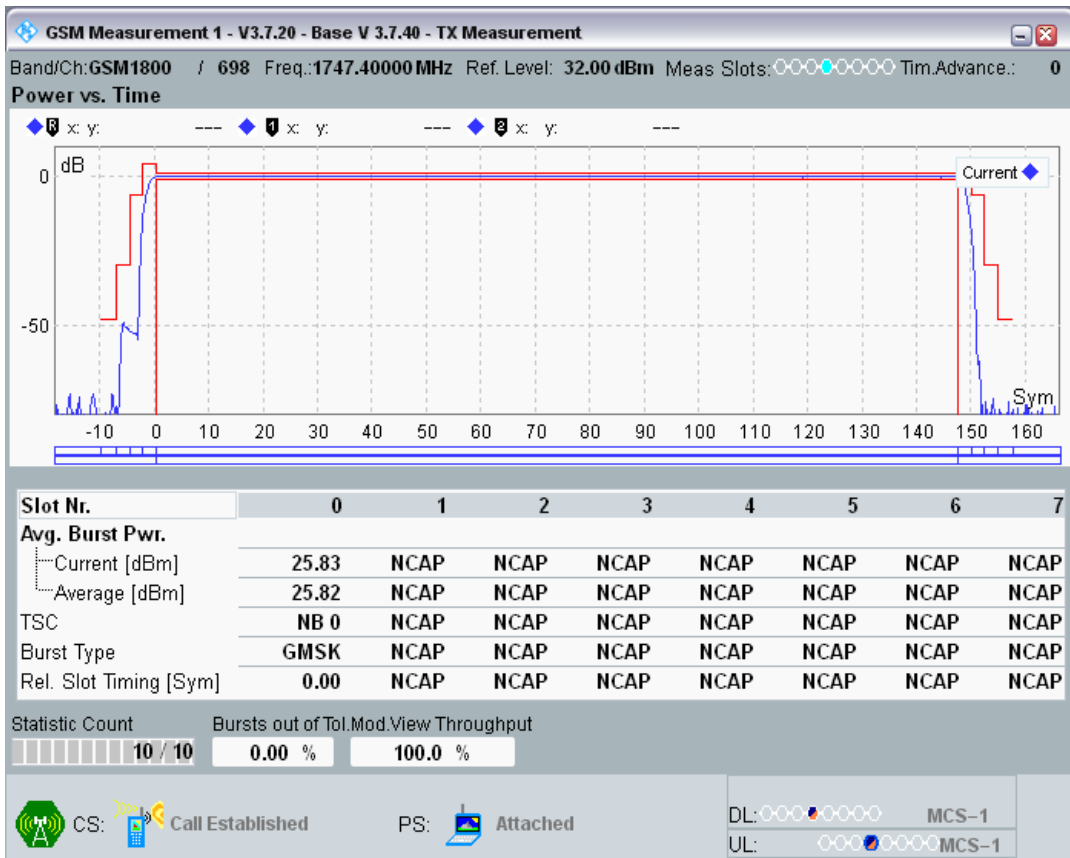 GSM Measurement 1 - V3.7.20 - Base V 3.7.40 - TX Measurement
Band/Ch:GSM1800 / 698 Freq.:1747.40000 MHz Ref. Level: 32.00 dBm Meas Slots: Tim.Advance.: 0
Power vs. Time
R x: y: --- 1 x: y: --- 2 x: y: ---
dB
Current
0
-50
Sym
-10 0 10 20 30 40 50 60 70 80 90 100 110 120 130 140 150 160
Slot Nr. 0 1 2 3 4 5 6 7
Avg. Burst Pwr.
Current [dBm] 25.83 NCAP NCAP NCAP NCAP NCAP NCAP NCAP
Average [dBm] 25.82 NCAP NCAP NCAP NCAP NCAP NCAP NCAP
TSC NB 0 NCAP NCAP NCAP NCAP NCAP NCAP NCAP
Burst Type GMSK NCAP NCAP NCAP NCAP NCAP NCAP NCAP
Rel. Slot Timing [Sym] 0.00 NCAP NCAP NCAP NCAP NCAP NCAP NCAP
Statistic Count Bursts out of Tol.Mod.View Throughput
10 / 10 0.00 % 100.0 %
CS: Call Established PS: Attached
DL: MCS-1
UL: MCS-1